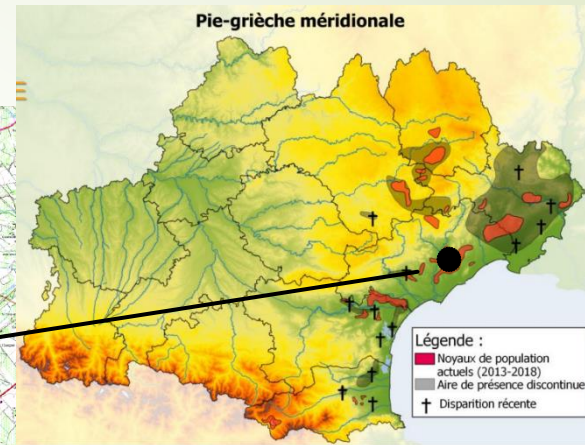 Pie-grièche méridionale
Légende :
Noyaux de population
actuels (2013-2018)
Aire de présence discontinue
Disparition récente